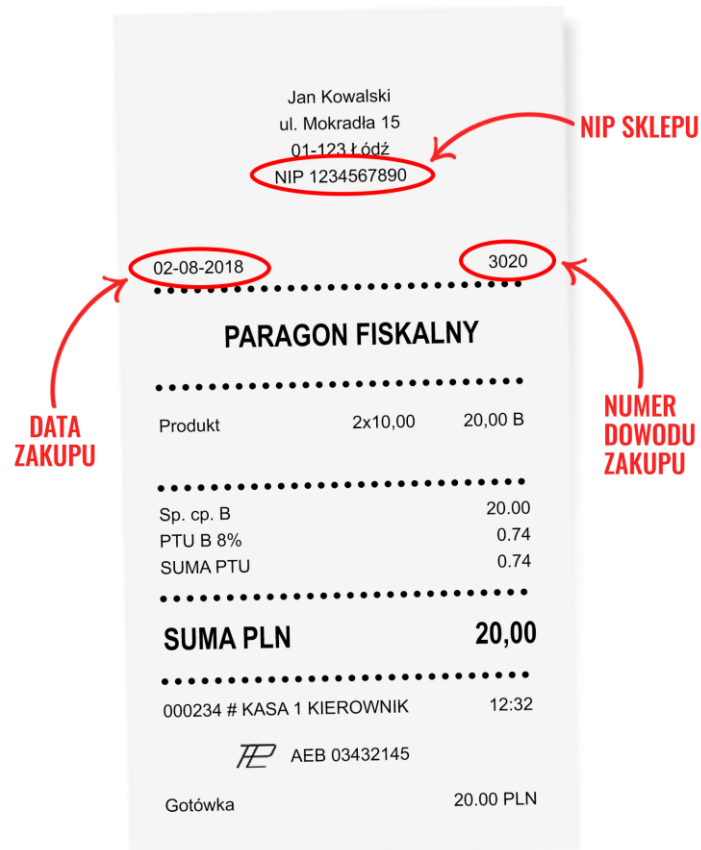 Jan Kowalski
ul. Mokradła 15
01-123 Łódź
NIP 1234567890
NIP SKLEPU
02-08-2018 3020
PARAGON FISKALNY
Produkt 2x10,00 20,00 B
DATA
ZAKUPU
NUMER
DOWODU
ZAKUPU
Sp. cp. B 20.00
PTU B 8% 0.74
SUMA PTU 0.74
SUMA PLN 20,00
000234 # KASA 1 KIEROWNIK 12:32
AEB 03432145
Gotówka 20.00 PLN